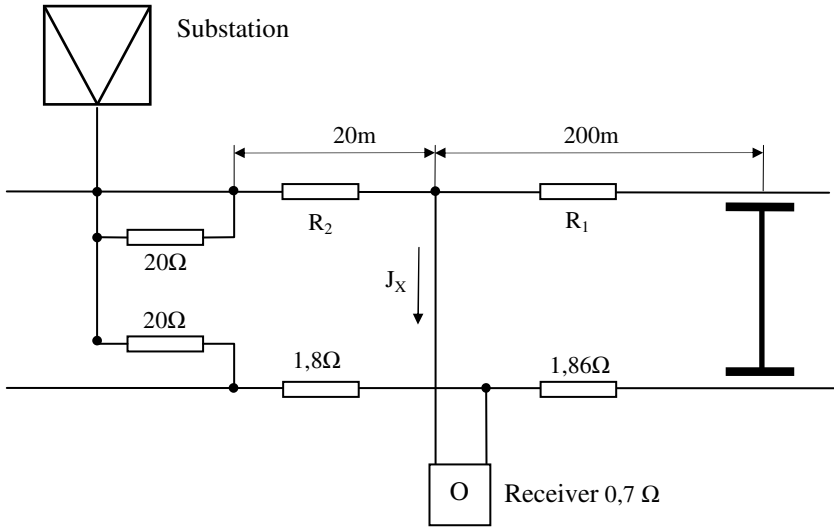 Substation
20m
200m
R₂
R₁
20Ω
Jₓ
20Ω
1,8Ω
1,86Ω
O
Receiver 0,7 Ω